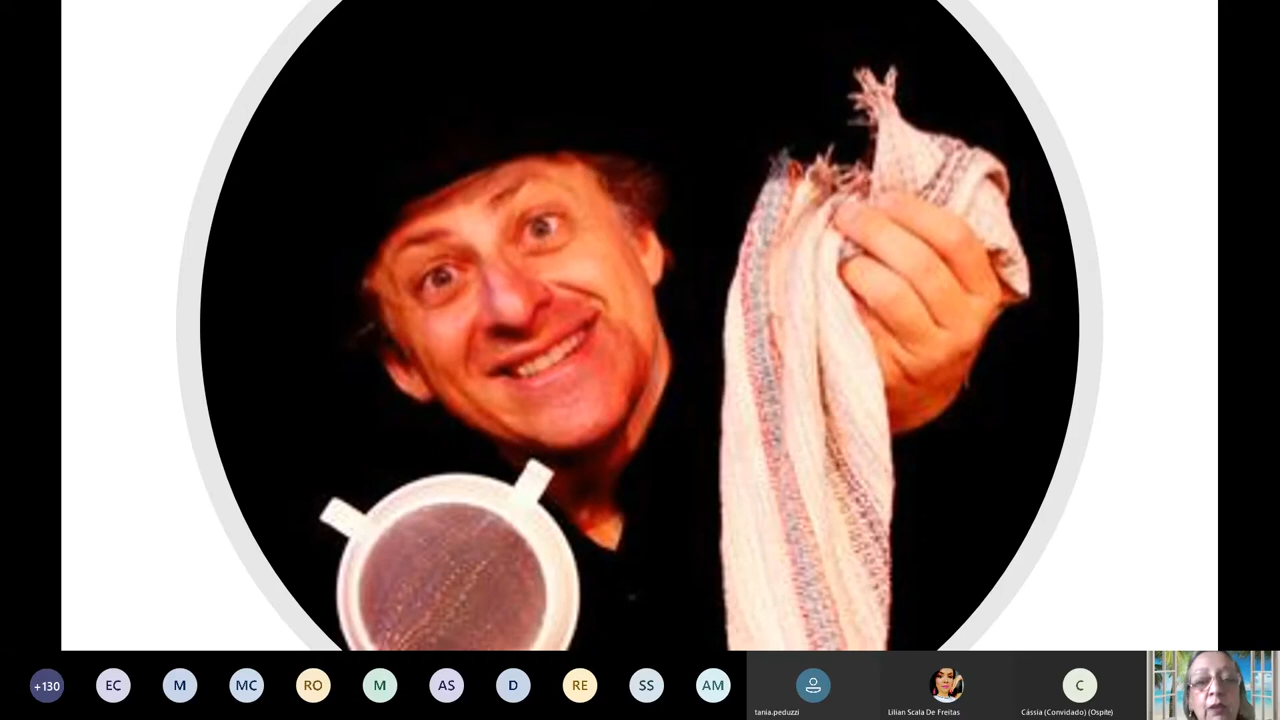 +130
EC
M
MC
RO
M
AS
D
RE
SS
AM
C
tania.peduzzi
Lilian Scala De Freitas
Cássia (Convidado) (Ospite)